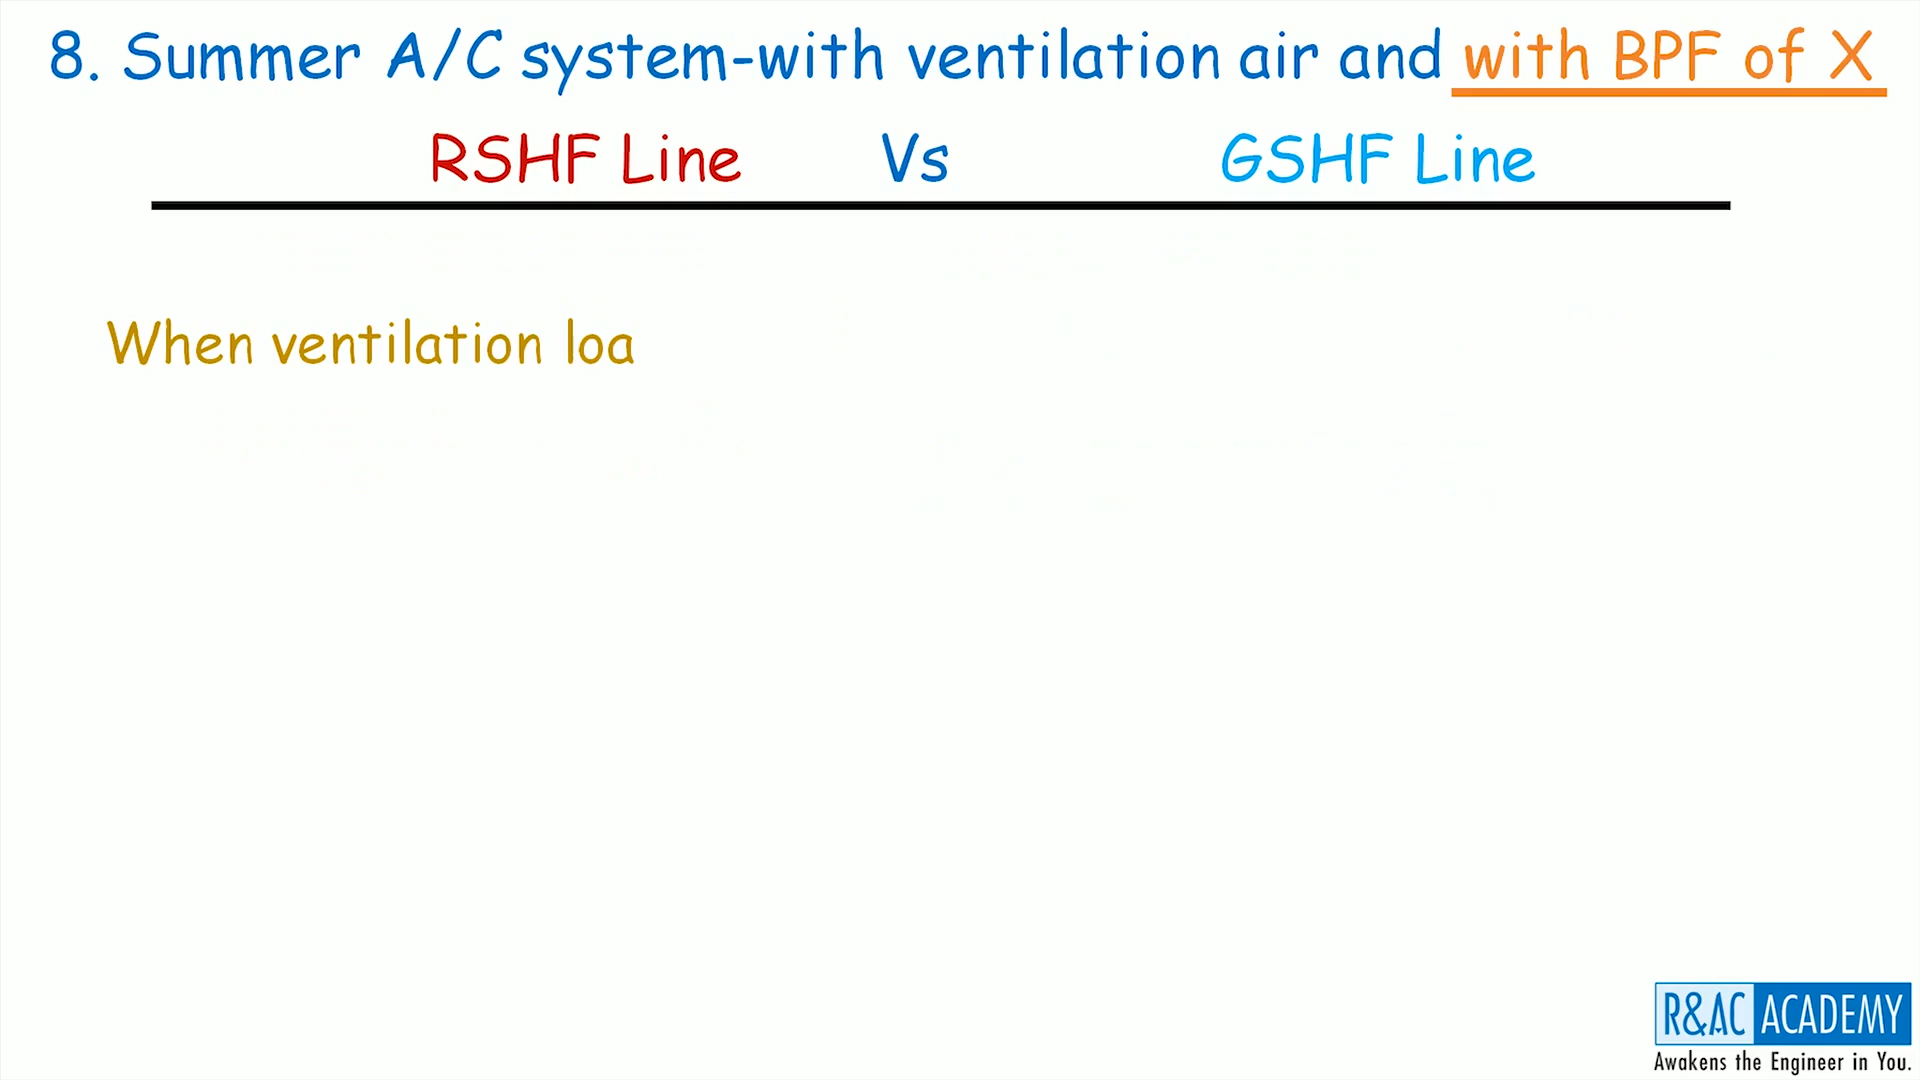 8. Summer A/C system-with ventilation air and with BPF of X
RSHF Line Vs GSHF Line
When ventilation loa
R&AC ACADEMY
Awakens the Engineer in You.